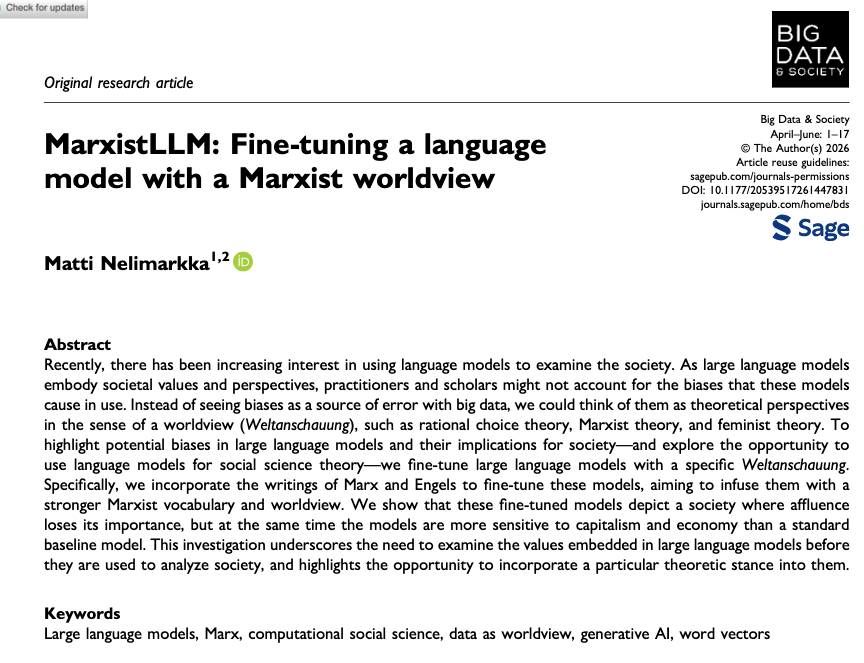 Check for updates
BIG
DATA
& SOCIETY
Original research article
MarxistLLM: Fine-tuning a language
model with a Marxist worldview
Big Data & Society
April–June: 1–17
© The Author(s) 2026
Article reuse guidelines:
sagepub.com/journals-permissions
DOI: 10.1177/20539517261447831
journals.sagepub.com/home/bds
Sage
Matti Nelimarkka1,2 iD
Abstract
Recently, there has been increasing interest in using language models to examine the society. As large language models
embody societal values and perspectives, practitioners and scholars might not account for the biases that these models
cause in use. Instead of seeing biases as a source of error with big data, we could think of them as theoretical perspectives
in the sense of a worldview (Weltanschauung), such as rational choice theory, Marxist theory, and feminist theory. To
highlight potential biases in large language models and their implications for society—and explore the opportunity to
use language models for social science theory—we fine-tune large language models with a specific Weltanschauung.
Specifically, we incorporate the writings of Marx and Engels to fine-tune these models, aiming to infuse them with a
stronger Marxist vocabulary and worldview. We show that these fine-tuned models depict a society where affluence
loses its importance, but at the same time the models are more sensitive to capitalism and economy than a standard
baseline model. This investigation underscores the need to examine the values embedded in large language models before
they are used to analyze society, and highlights the opportunity to incorporate a particular theoretic stance into them.
Keywords
Large language models, Marx, computational social science, data as worldview, generative AI, word vectors